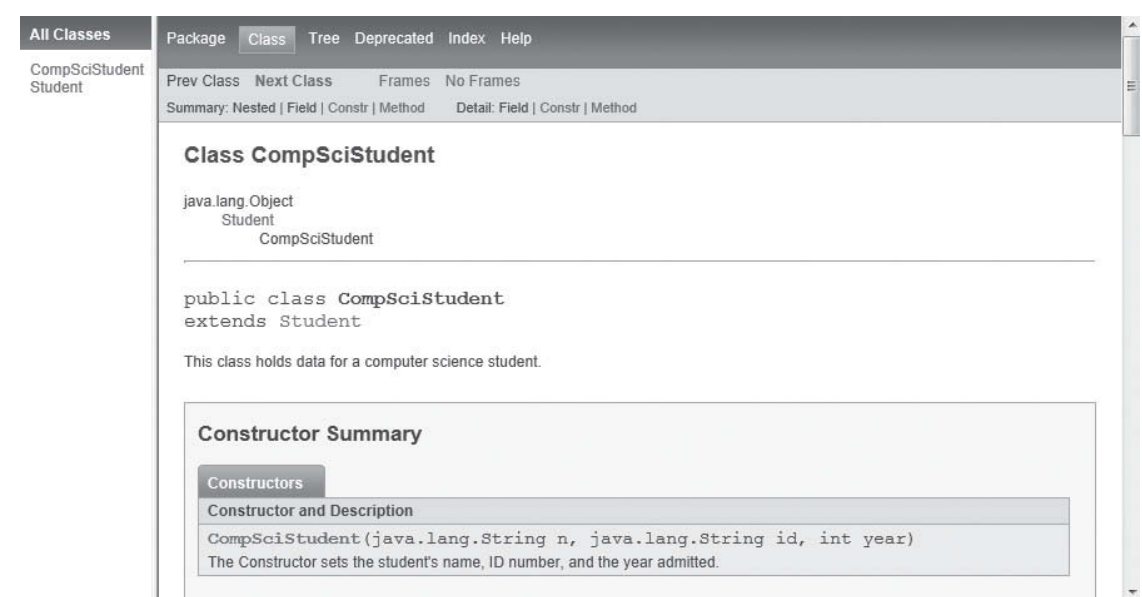 All Classes
CompSciStudent
Student
Package Class Tree Deprecated Index Help
Prev Class Next Class Frames No Frames
Summary: Nested | Field | Constr | Method Detail: Field | Constr | Method
Class CompSciStudent
java.lang.Object
Student
CompSciStudent
public class CompSciStudent
extends Student
This class holds data for a computer science student.
Constructor Summary
Constructors
Constructor and Description
CompSciStudent(java.lang.String n, java.lang.String id, int year)
The Constructor sets the student's name, ID number, and the year admitted.